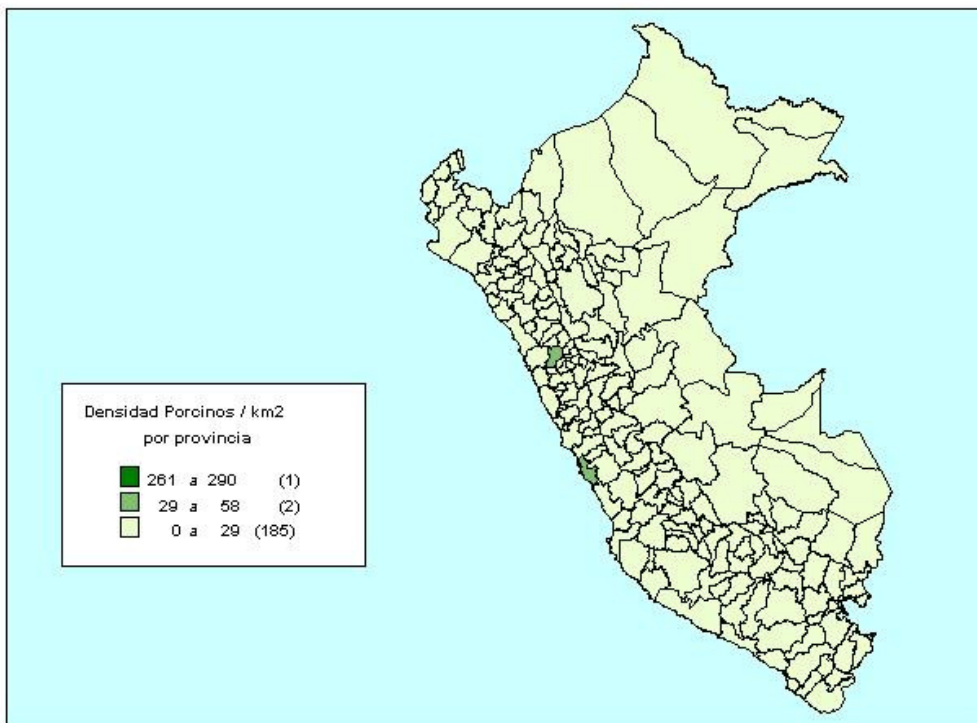 Densidad Porcinos / km2
por provincia
261 a 290 (1)
29 a 58 (2)
0 a 29 (185)